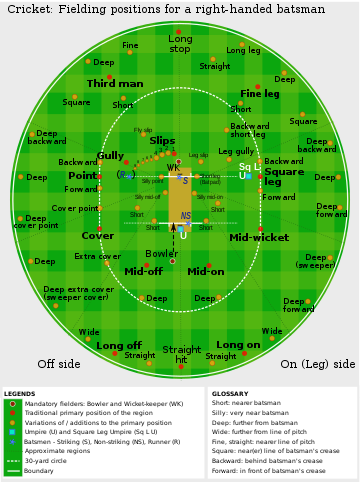 Cricket: Fielding positions for a right-handed batsman
Long
stop
Fine
Long leg
Deep
Straight
Deep
Third man
Fine leg
Square
Short
Short
Square
Deep
backward
Fly slip
Backward
short leg
Slips
Deep
backward
Gully
Leg slip
Leg gully
Backward
WK
Sq L
U
Backward
Point
(R)
S
Short leg
(Bat pad)
Square
leg
Deep
Deep
Silly point
Forward
Silly mid-off
Silly mid-on
Forward
Cover point
Short
Short
Deep
forward
Deep
cover point
NS
Short
Short
U
Cover
Mid-wicket
Extra cover
Bowler
Deep
Deep
(sweeper)
Mid-off
Mid-on
Deep extra cover
(sweeper cover)
Deep
Deep
Deep
forward
Wide
Wide
Long off
Straight
hit
Long on
Straight
Straight
Off side
On (Leg) side
LEGENDS
Mandatory fielders: Bowler and Wicket-keeper (WK)
Traditional primary position of the region
Variations of / additions to the primary position
Umpire (U) and Square Leg Umpire (Sq L U)
Batsmen - Striking (S), Non-striking (NS), Runner (R)
Approximate regions
30-yard circle
Boundary
GLOSSARY
Short: nearer batsman
Silly: very near batsman
Deep: further from batsman
Wide: further from line of pitch
Fine, straight: nearer line of pitch
Square: near(er) line of batsman's crease
Backward: behind batsman's crease
Forward: in front of batsman's crease